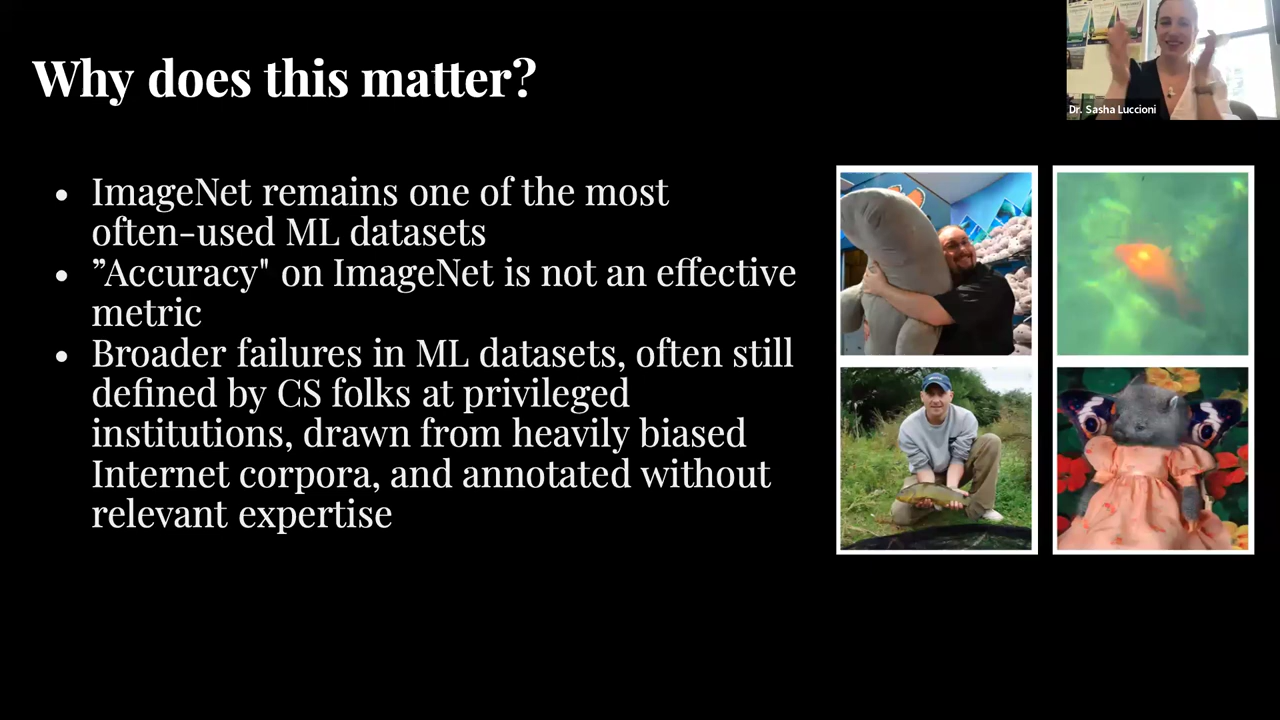 Why does this matter?
Dr. Sasha Luccioni
• ImageNet remains one of the most
often-used ML datasets
• ”Accuracy" on ImageNet is not an effective
metric
• Broader failures in ML datasets, often still
defined by CS folks at privileged
institutions, drawn from heavily biased
Internet corpora, and annotated without
relevant expertise